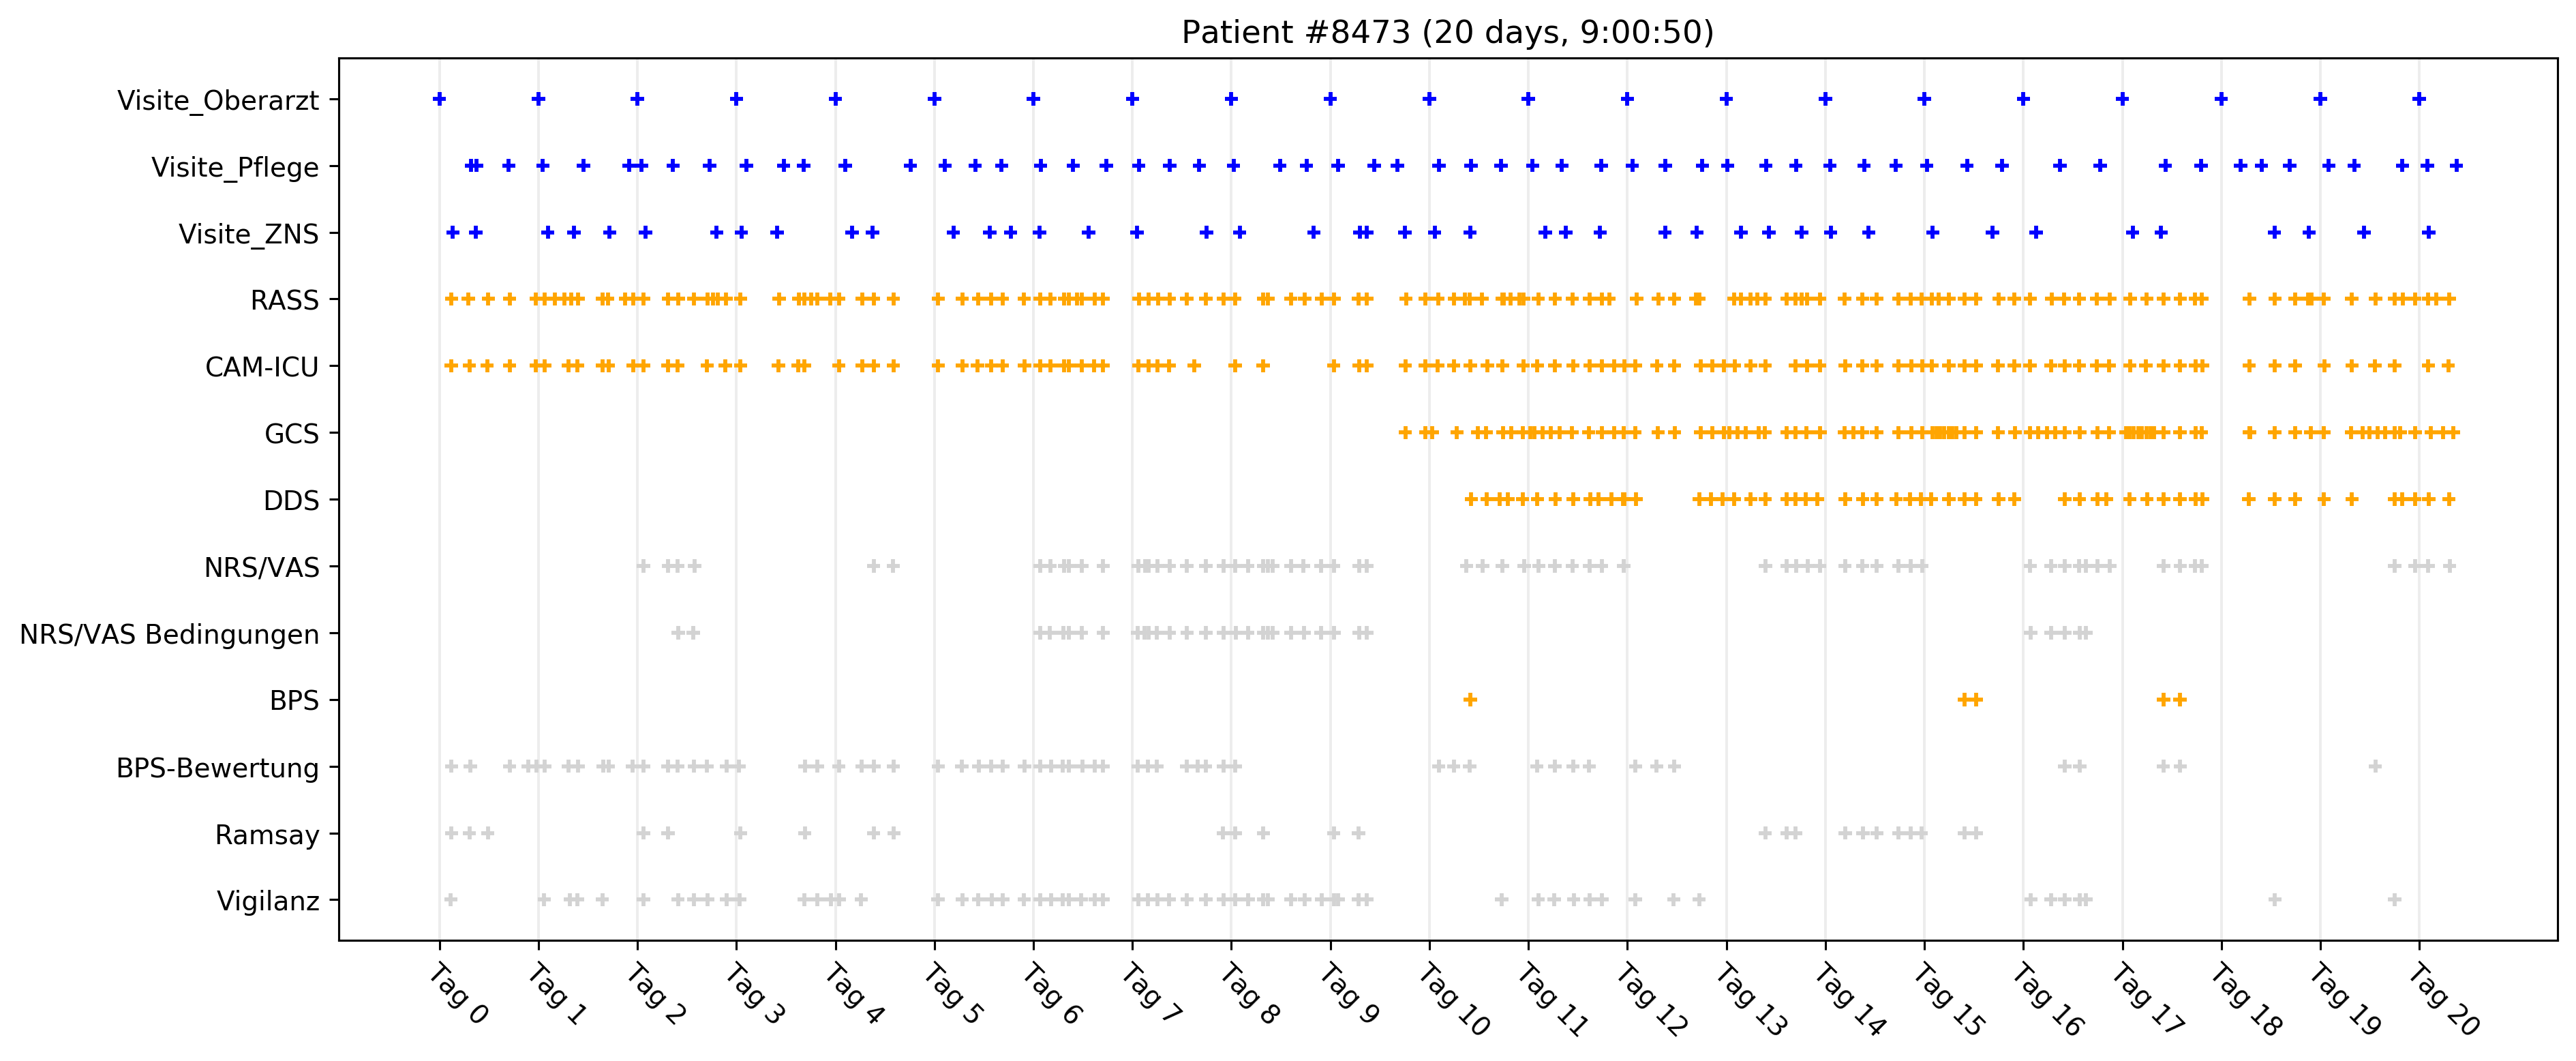 Patient #8473 (20 days, 9:00:50)
Visite_Oberarzt
Visite_Pflege
Visite_ZNS
RASS
CAM-ICU
GCS
DDS
NRS/VAS
NRS/VAS Bedingungen
BPS
BPS-Bewertung
Ramsay
Vigilanz
Tag 0
Tag 1
Tag 2
Tag 3
Tag 4
Tag 5
Tag 6
Tag 7
Tag 8
Tag 9
Tag 10
Tag 11
Tag 12
Tag 13
Tag 14
Tag 15
Tag 16
Tag 17
Tag 18
Tag 19
Tag 20